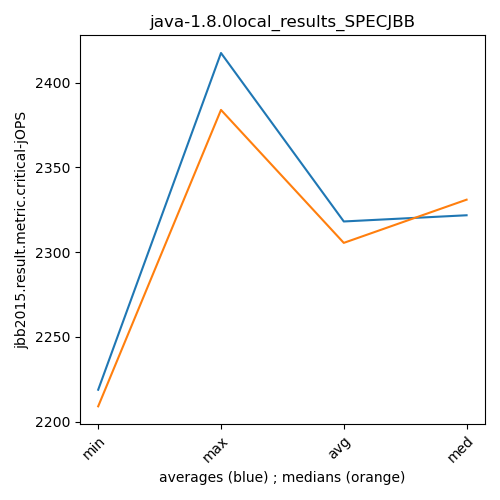 java-1.8.0local_results_SPECJBB
jbb2015.result.metric.critical-jOPS
2400
2350
2300
2250
2200
min
max
avg
med
averages (blue) ; medians (orange)